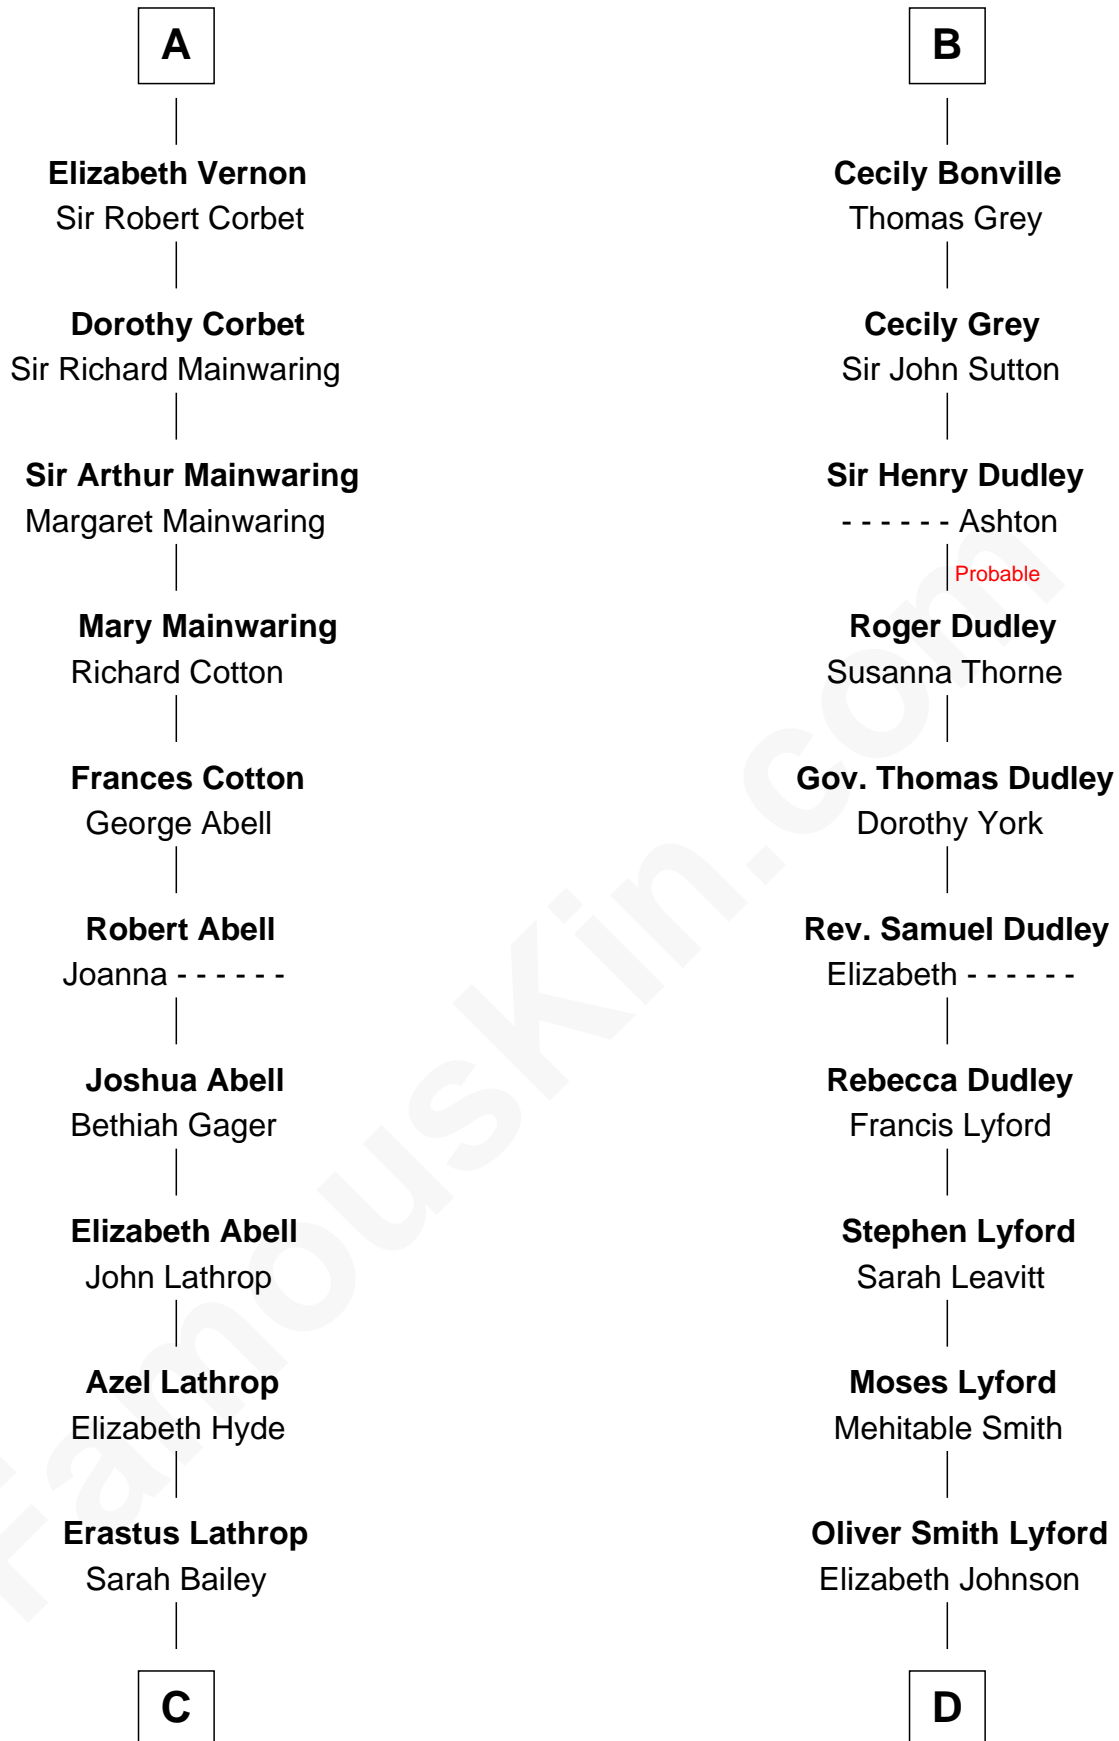 A
Elizabeth Vernon
Sir Robert Corbet
Dorothy Corbet
Sir Richard Mainwaring
Sir Arthur Mainwaring
Margaret Mainwaring
Mary Mainwaring
Richard Cotton
Frances Cotton
George Abell
Robert Abell
Joanna - - - - - -
Joshua Abell
Bethiah Gager
Elizabeth Abell
John Lathrop
Azel Lathrop
Elizabeth Hyde
Erastus Lathrop
Sarah Bailey
C
B
Cecily Bonville
Thomas Grey
Cecily Grey
Sir John Sutton
Sir Henry Dudley
- - - - - - Ashton
Probable
Roger Dudley
Susanna Thorne
Gov. Thomas Dudley
Dorothy York
Rev. Samuel Dudley
Elizabeth - - - - - -
Rebecca Dudley
Francis Lyford
Stephen Lyford
Sarah Leavitt
Moses Lyford
Mehitable Smith
Oliver Smith Lyford
Elizabeth Johnson
D
FamousKin.com